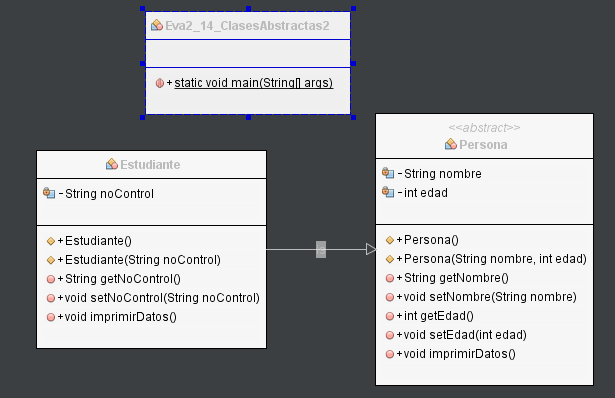 Eva2_14_ClasesAbstractas2
+ static void main(String[] args)
Estudiante
- String noControl
+ Estudiante()
+ Estudiante(String noControl)
+ String getNoControl()
+ void setNoControl(String noControl)
+ void imprimirDatos()
<<abstract>>
Persona
- String nombre
- int edad
+ Persona()
+ Persona(String nombre, int edad)
+ String getNombre()
+ void setNombre(String nombre)
+ int getEdad()
+ void setEdad(int edad)
+ void imprimirDatos()